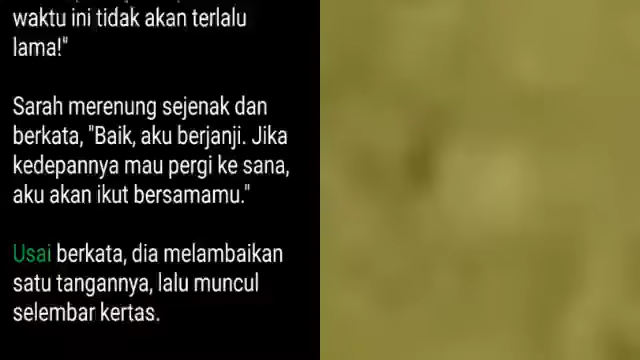 waktu ini tidak akan terlalu
lama!"
Sarah merenung sejenak dan
berkata, "Baik, aku berjanji. Jika
kedepannya mau pergi ke sana,
aku akan ikut bersamamu."
Usai berkata, dia melambaikan
satu tangannya, lalu muncul
selembar kertas.